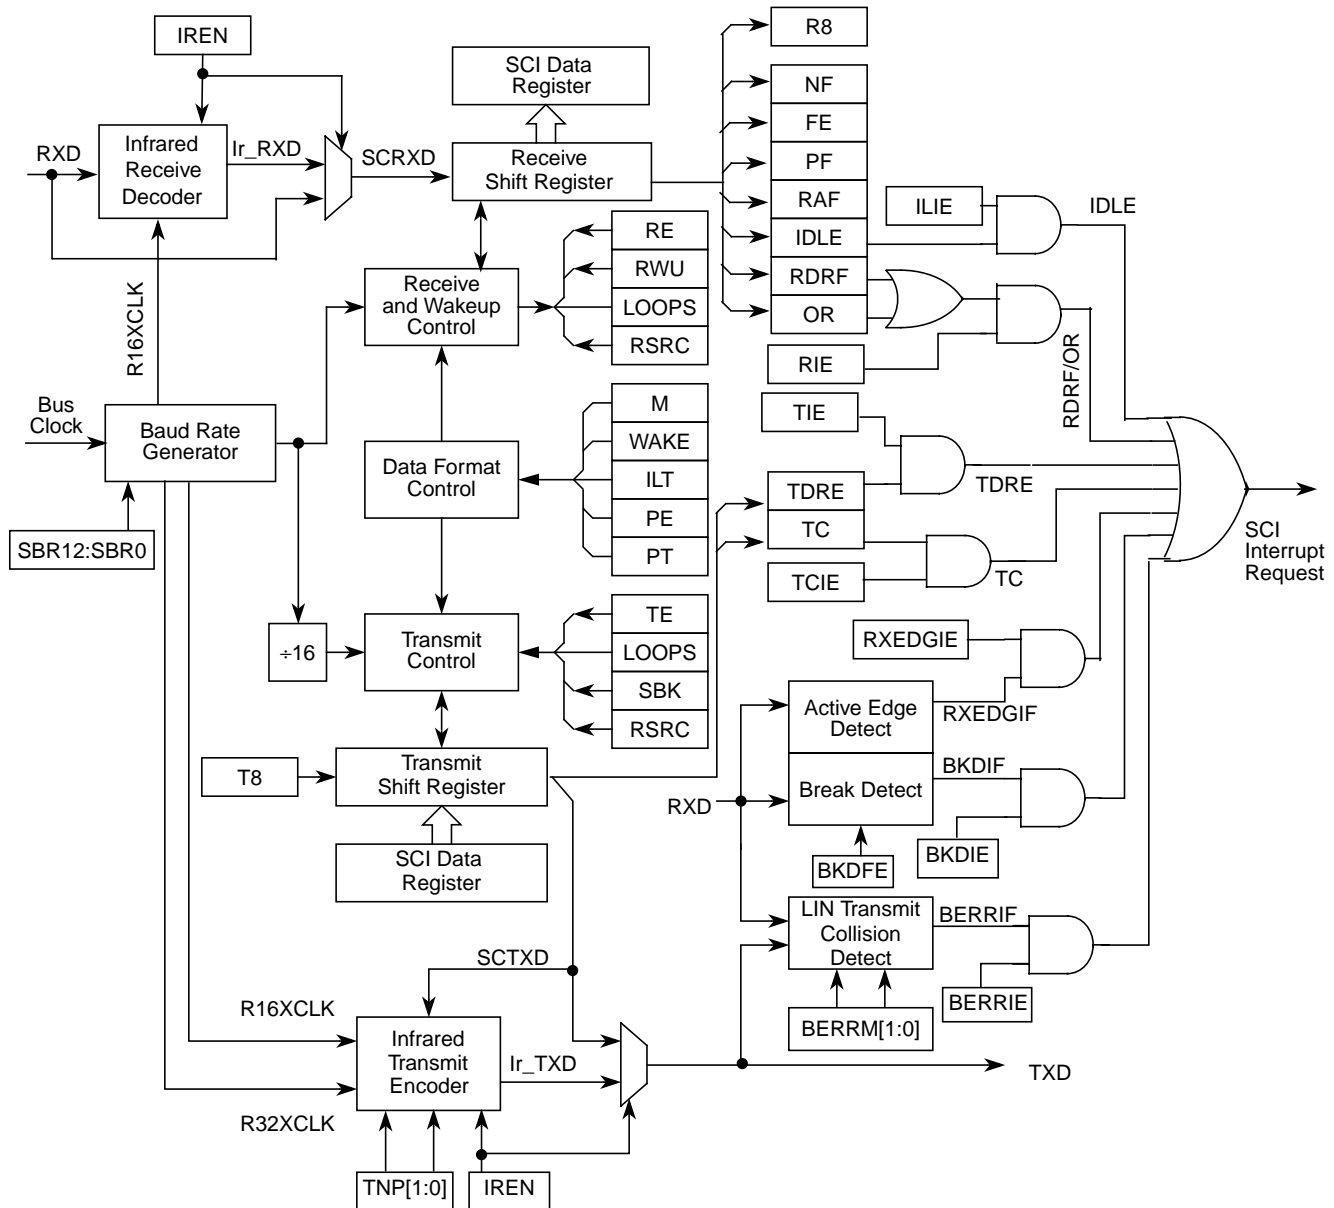 IREN
SCI Data
Register
R8
NF
FE
PF
RAF
IDLE
RDRF
OR
RXD
Infrared
Receive
Decoder
Ir_RXD
SCRXD
Receive
Shift Register
ILIE
IDLE
RE
RWU
LOOPS
RSRC
Receive
and Wakeup
Control
R16XCLK
RIE
RDRF/OR
Bus
Clock
Baud Rate
Generator
M
WAKE
ILT
PE
PT
Data Format
Control
TIE
TDRE
TC
TDRE
TCIE
TC
SCI
Interrupt
Request
SBR12:SBR0
÷16
Transmit
Control
TE
LOOPS
SBK
RSRC
RXEDGIE
Active Edge
Detect
RXEDGIF
T8
Transmit
Shift Register
RXD
Break Detect
BKDIF
BKDIE
BKDFE
SCI Data
Register
LIN Transmit
Collision
Detect
BERRIF
BERRIE
BERRM[1:0]
SCTXD
R16XCLK
Infrared
Transmit
Encoder
Ir_TXD
TXD
R32XCLK
TNP[1:0]
IREN